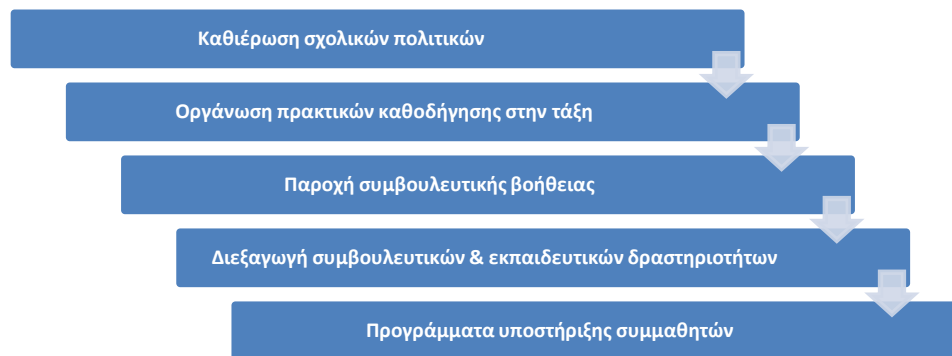 Καθιέρωση σχολικών πολιτικών
Οργάνωση πρακτικών καθοδήγησης στην τάξη
Παροχή συμβουλευτικής βοήθειας
Διεξαγωγή συμβουλευτικών & εκπαιδευτικών δραστηριοτήτων
Προγράμματα υποστήριξης συμμαθητών